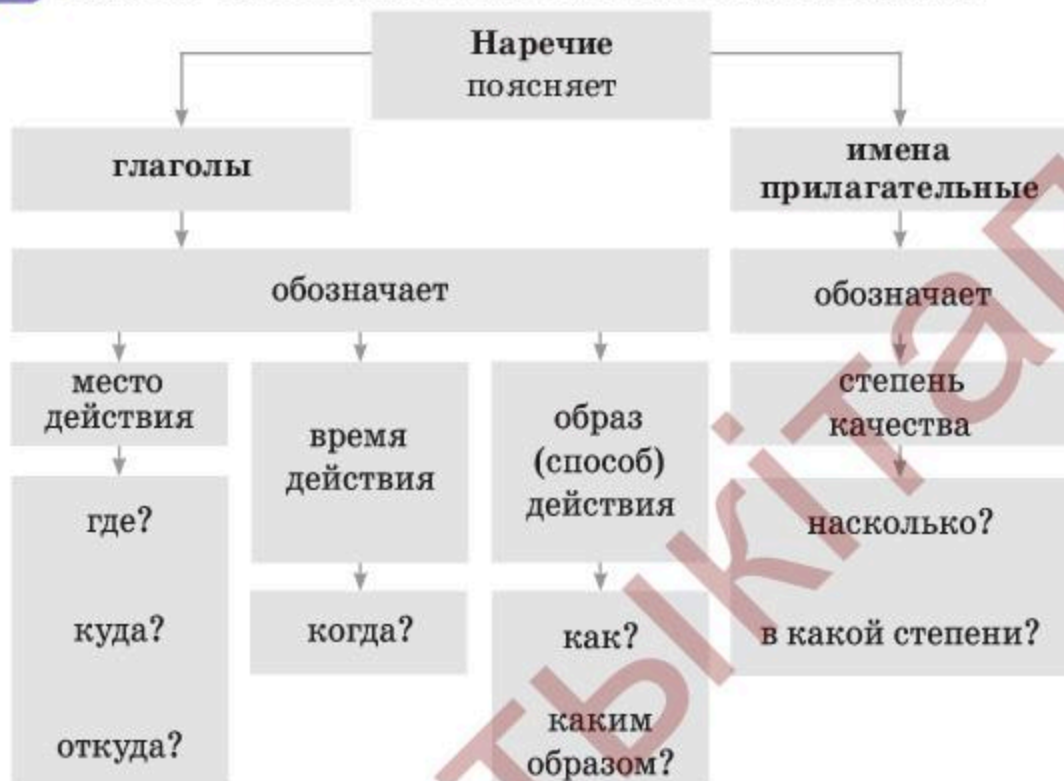 Наречие
поясняет
глаголы
имена
прилагательные
обозначает
обозначает
место
действия
время
действия
образ
(способ)
действия
степень
качества
где?
куда?
откуда?
когда?
как?
каким
образом?
насколько?
в какой степени?